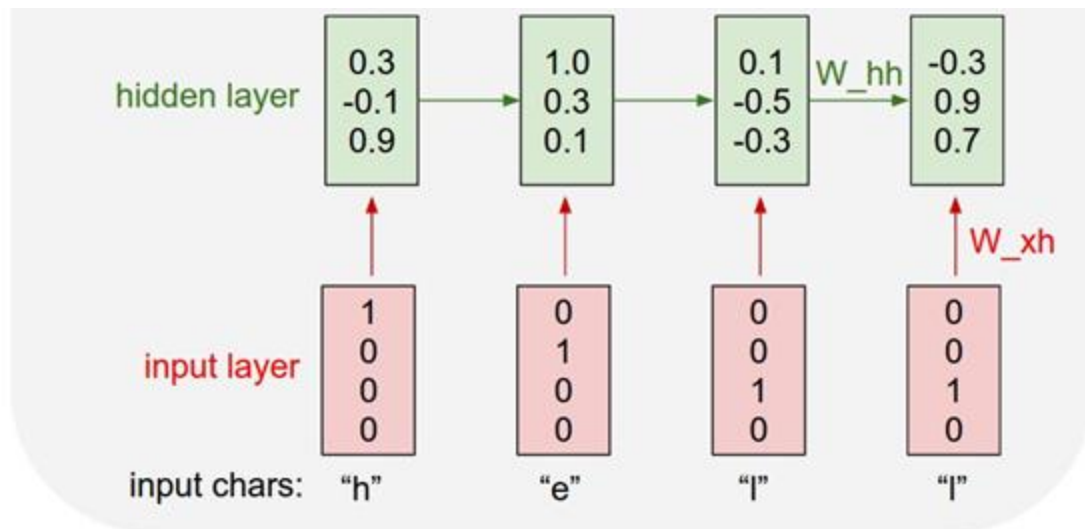 hidden layer
0.3 1.0 0.1 W_hh -0.3
-0.1 0.3 -0.5 0.9
0.9 0.1 -0.3 0.7
W_xh
input layer
1 0 0 0
0 1 0 0
0 0 1 1
0 0 0 0
input chars: “h” “e” “l” “l”